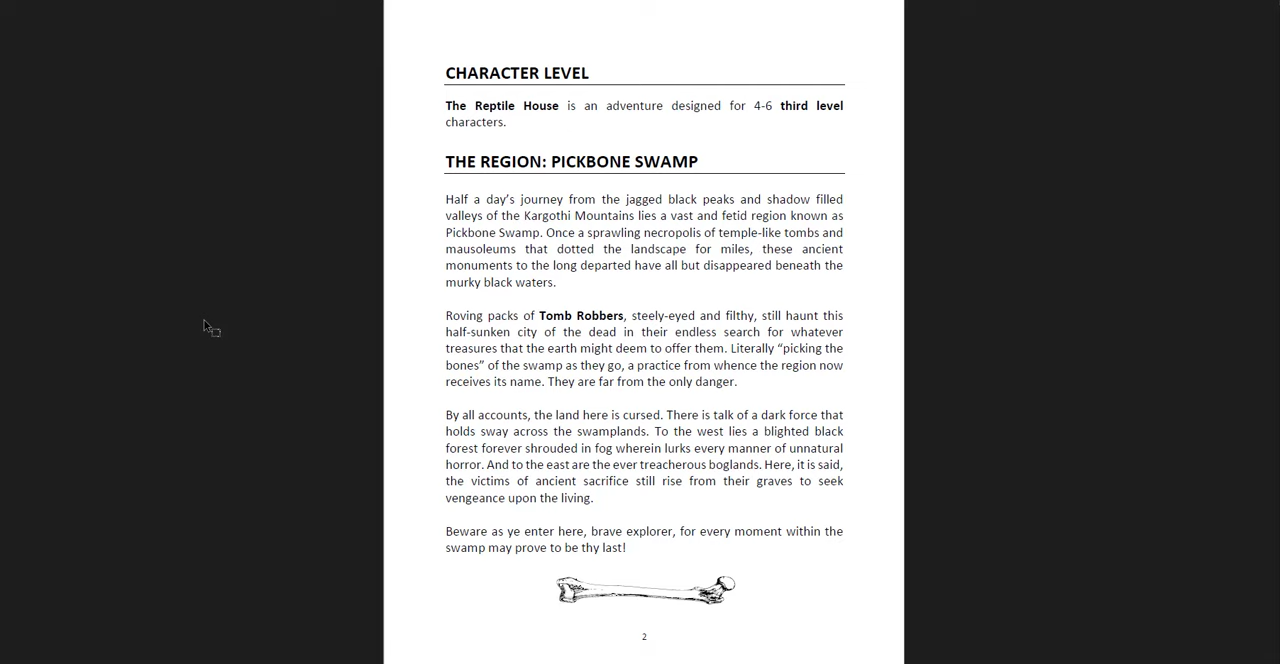 CHARACTER LEVEL
The Reptile House is an adventure designed for 4-6 third level
characters.
THE REGION: PICKBONE SWAMP
Half a day’s journey from the jagged black peaks and shadow filled
valleys of the Kargothi Mountains lies a vast and fetid region known as
Pickbone Swamp. Once a sprawling necropolis of temple-like tombs and
mausoleums that dotted the landscape for miles, these ancient
monuments to the long departed have all but disappeared beneath the
murky black waters.
Roving packs of Tomb Robbers, steely-eyed and filthy, still haunt this
half-sunken city of the dead in their endless search for whatever
treasures that the earth might deem to offer them. Literally “picking the
bones” of the swamp as they go, a practice from whence the region now
receives its name. They are far from the only danger.
By all accounts, the land here is cursed. There is talk of a dark force that
holds sway across the swamplands. To the west lies a blighted black
forest forever shrouded in fog wherein lurks every manner of unnatural
horror. And to the east are the ever treacherous boglands. Here, it is said,
the victims of ancient sacrifice still rise from their graves to seek
vengeance upon the living.
Beware as ye enter here, brave explorer, for every moment within the
swamp may prove to be thy last!
2